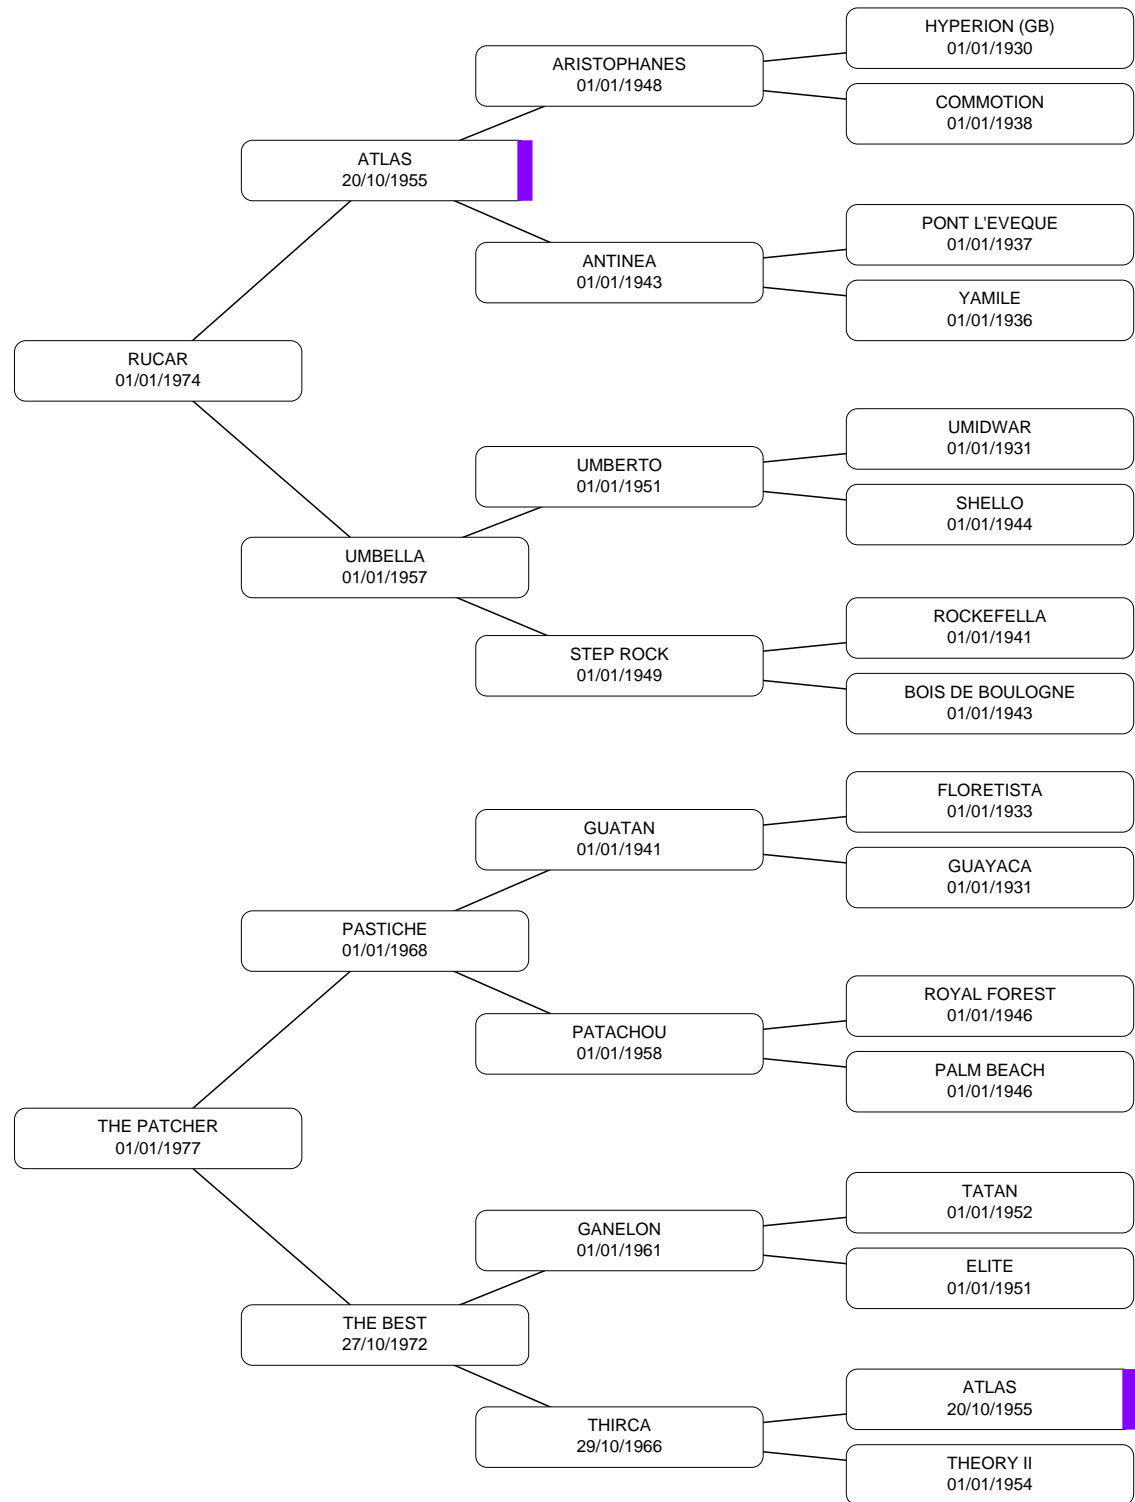 HYPERION (GB)
01/01/1930
ARISTOPHANES
01/01/1948
COMMOTION
01/01/1938
ATLAS
20/10/1955
PONT L'EVEQUE
01/01/1937
ANTINEA
01/01/1943
YAMILE
01/01/1936
RUCAR
01/01/1974
UMIDWAR
01/01/1931
UMBERTO
01/01/1951
SHELLO
01/01/1944
UMBELLA
01/01/1957
ROCKEFELLA
01/01/1941
STEP ROCK
01/01/1949
BOIS DE BOULOGNE
01/01/1943
FLORETISTA
01/01/1933
GUATAN
01/01/1941
GUAYACA
01/01/1931
PASTICHE
01/01/1968
ROYAL FOREST
01/01/1946
PATACHOU
01/01/1958
PALM BEACH
01/01/1946
THE PATCHER
01/01/1977
TATAN
01/01/1952
GANELON
01/01/1961
ELITE
01/01/1951
THE BEST
27/10/1972
ATLAS
20/10/1955
THIRCA
29/10/1966
THEORY II
01/01/1954